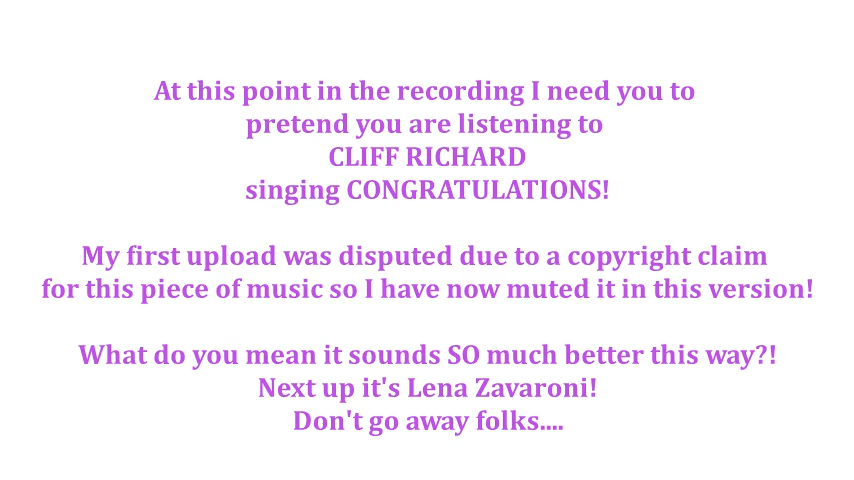 At this point in the recording I need you to
pretend you are listening to
CLIFF RICHARD
singing CONGRATULATIONS!
My first upload was disputed due to a copyright claim
for this piece of music so I have now muted it in this version!
What do you mean it sounds SO much better this way?!
Next up it's Lena Zavaroni!
Don't go away folks....